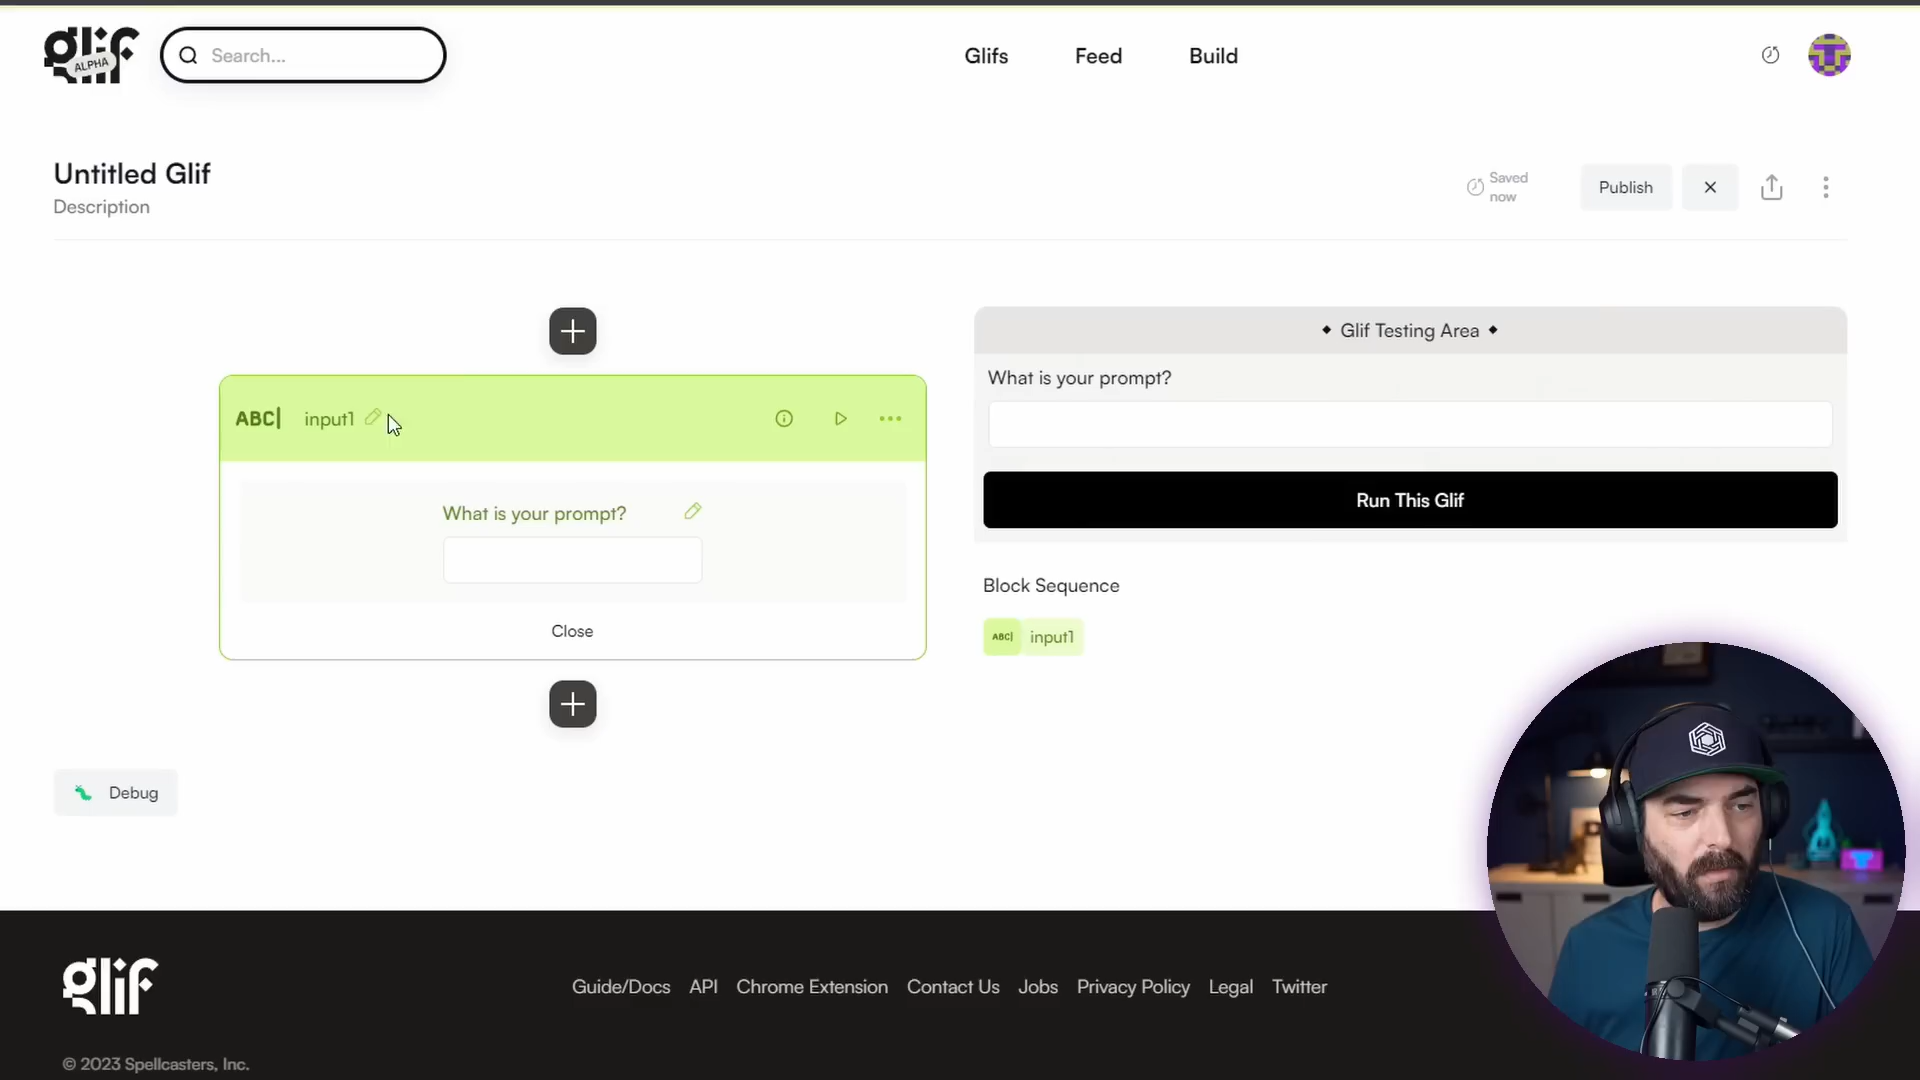 glif
ALPHA
Search...
Glifs
Feed
Build
Untitled Glif
Description
Saved
now
Publish
Glif Testing Area
What is your prompt?
Run This Glif
ABC|
input1
What is your prompt?
Close
Block Sequence
ABC|
input1
Debug
glif
Guide/Docs
API
Chrome Extension
Contact Us
Jobs
Privacy Policy
Legal
Twitter
© 2023 Spellcasters, Inc.